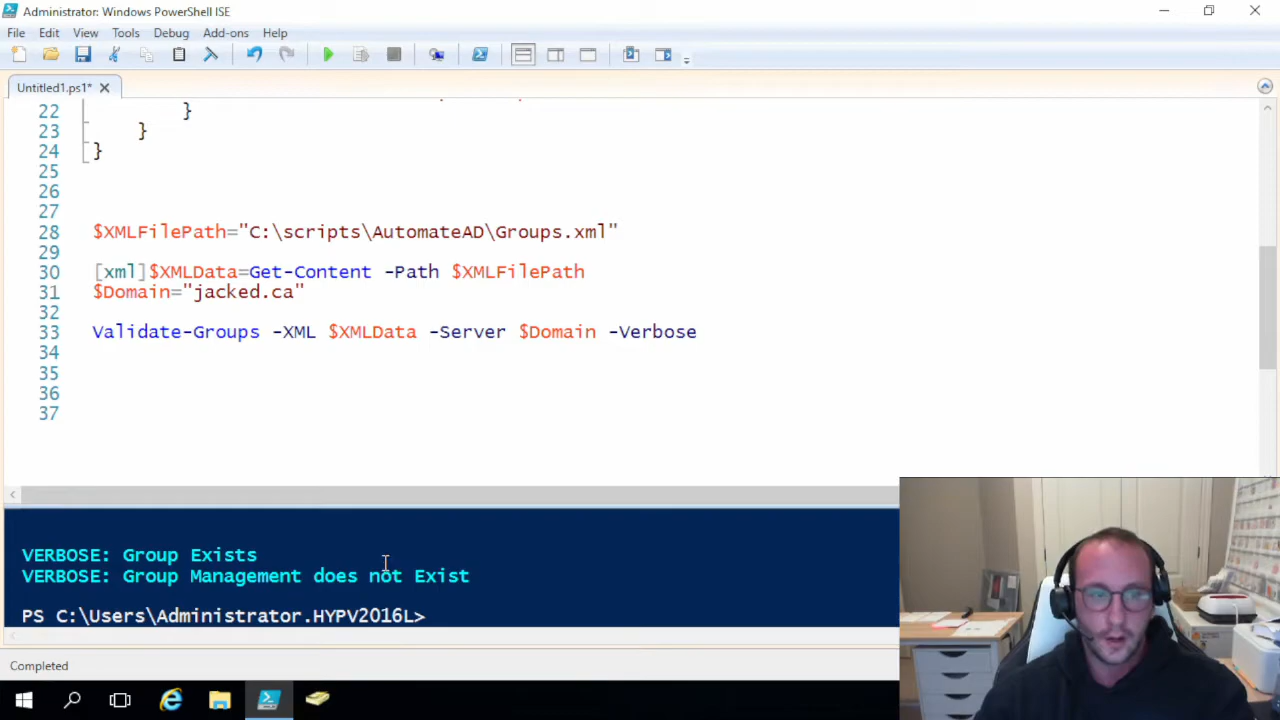 Administrator: Windows PowerShell ISE
File Edit View Tools Debug Add-ons Help
Untitled1.ps1*
22 }
23 }
24 }
25
26
27
28 $XMLFilePath="C:\scripts\AutomateAD\Groups.xml"
29
30 [xml]$XMLData=Get-Content -Path $XMLFilePath
31 $Domain="jacked.ca"
32
33 Validate-Groups -XML $XMLData -Server $Domain -Verbose
34
35
36
37
VERBOSE: Group Exists
VERBOSE: Group Management does not Exist
PS C:\Users\Administrator.HYPV2016L>
Completed